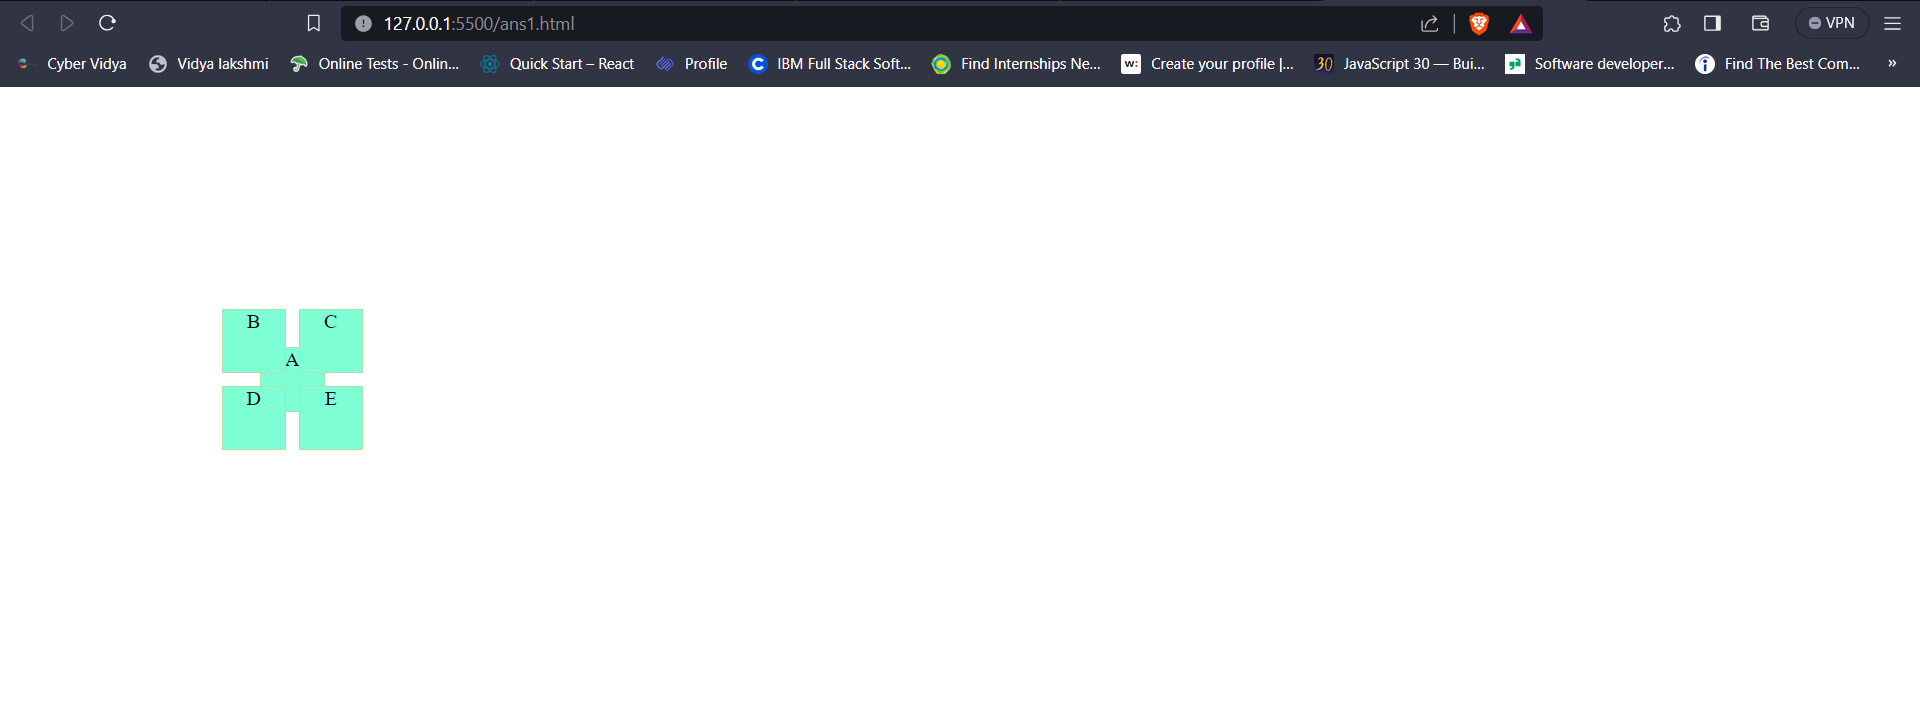 127.0.0.1:5500/ans1.html
VPN
Cyber Vidya
Vidya lakshmi
Online Tests - Onlin...
Quick Start – React
Profile
IBM Full Stack Soft...
Find Internships Ne...
w: Create your profile |...
30 JavaScript 30 — Bui...
Software developer...
Find The Best Com...
»
B C
A
D E